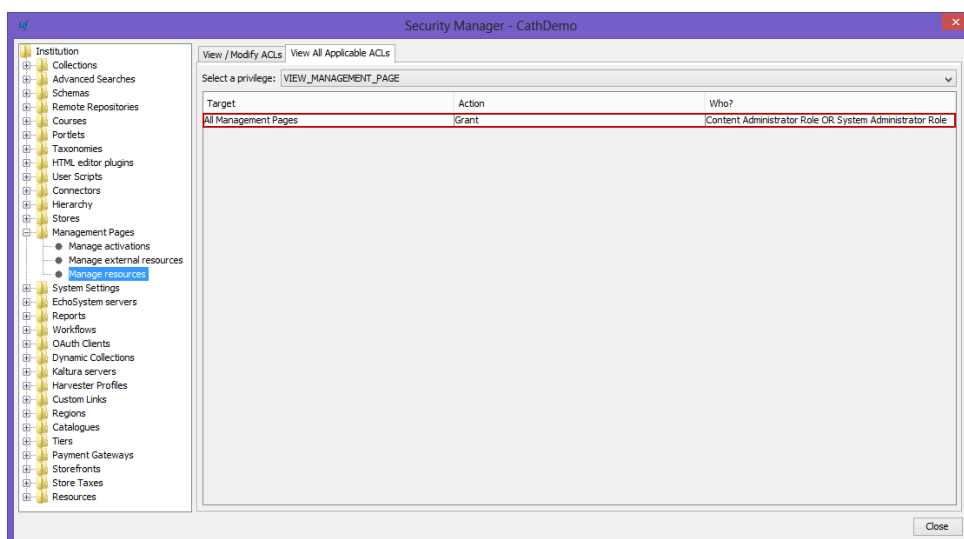 Security Manager - CathDemo
Institution
Collections
Advanced Searches
Schemas
Remote Repositories
Courses
Portlets
Taxonomies
HTML editor plugins
User Scripts
Connectors
Hierarchy
Stores
Management Pages
Manage activations
Manage external resources
Manage resources
System Settings
EchoSystem servers
Reports
Workflows
OAuth Clients
Dynamic Collections
Kaltura servers
Harvester Profiles
Custom Links
Regions
Catalogues
Tiers
Payment Gateways
Storefronts
Store Taxes
Resources
View / Modify ACLs View All Applicable ACLs
Select a privilege: VIEW_MANAGEMENT_PAGE
Target Action Who?
All Management Pages Grant Content Administrator Role OR System Administrator Role
Close